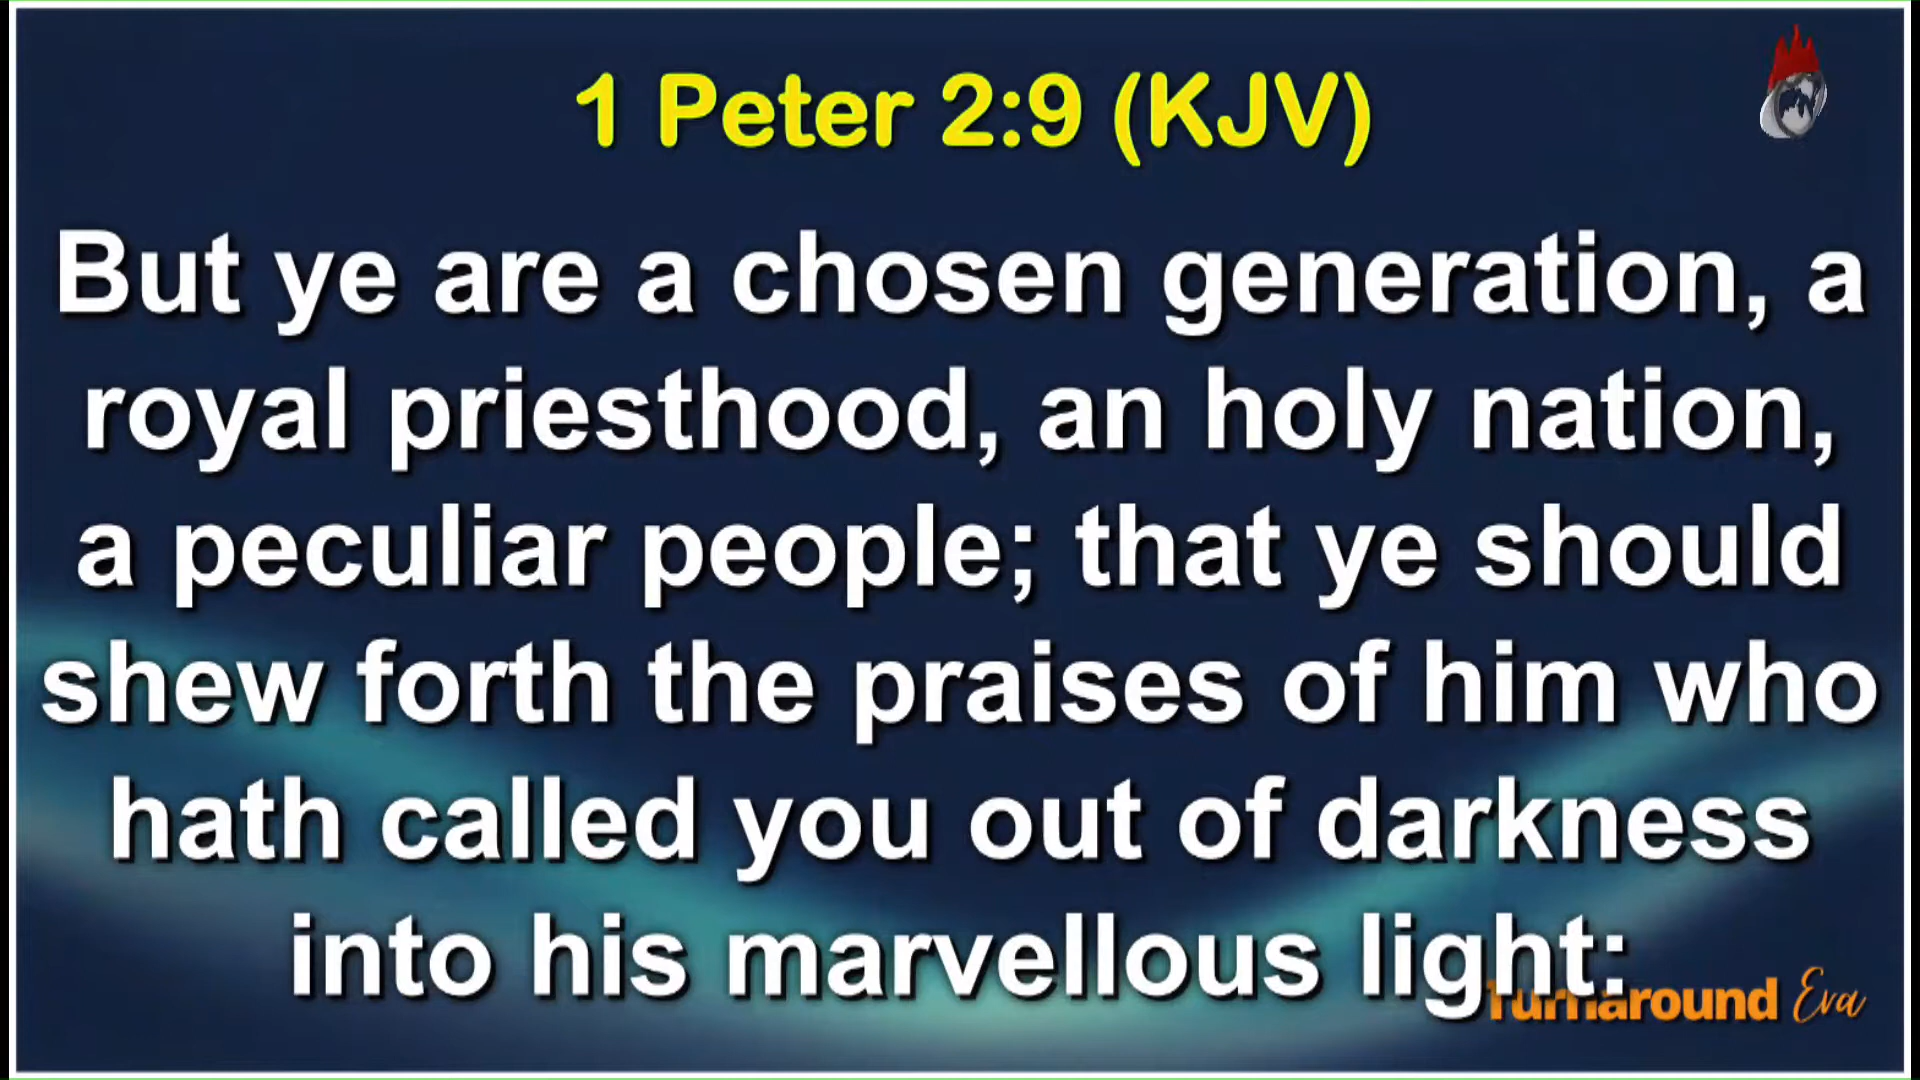 1 Peter 2:9 (KJV)
But ye are a chosen generation, a
royal priesthood, an holy nation,
a peculiar people; that ye should
shew forth the praises of him who
hath called you out of darkness
into his marvellous light:
Turnaround Eva